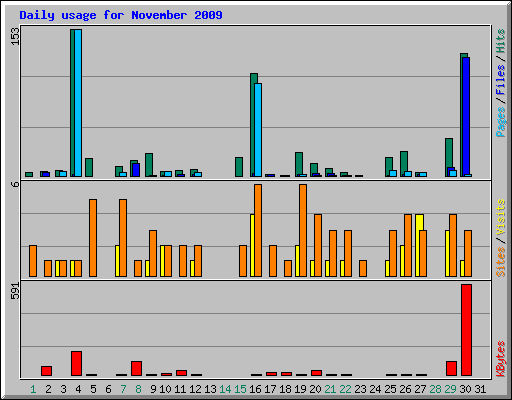 Daily usage for November 2009
153
6
591
Pages / Files / Hits
Sites / Visits
KBytes
1 2 3 4 5 6 7 8 9 10 11 12 13 14 15 16 17 18 19 20 21 22 23 24 25 26 27 28 29 30 31